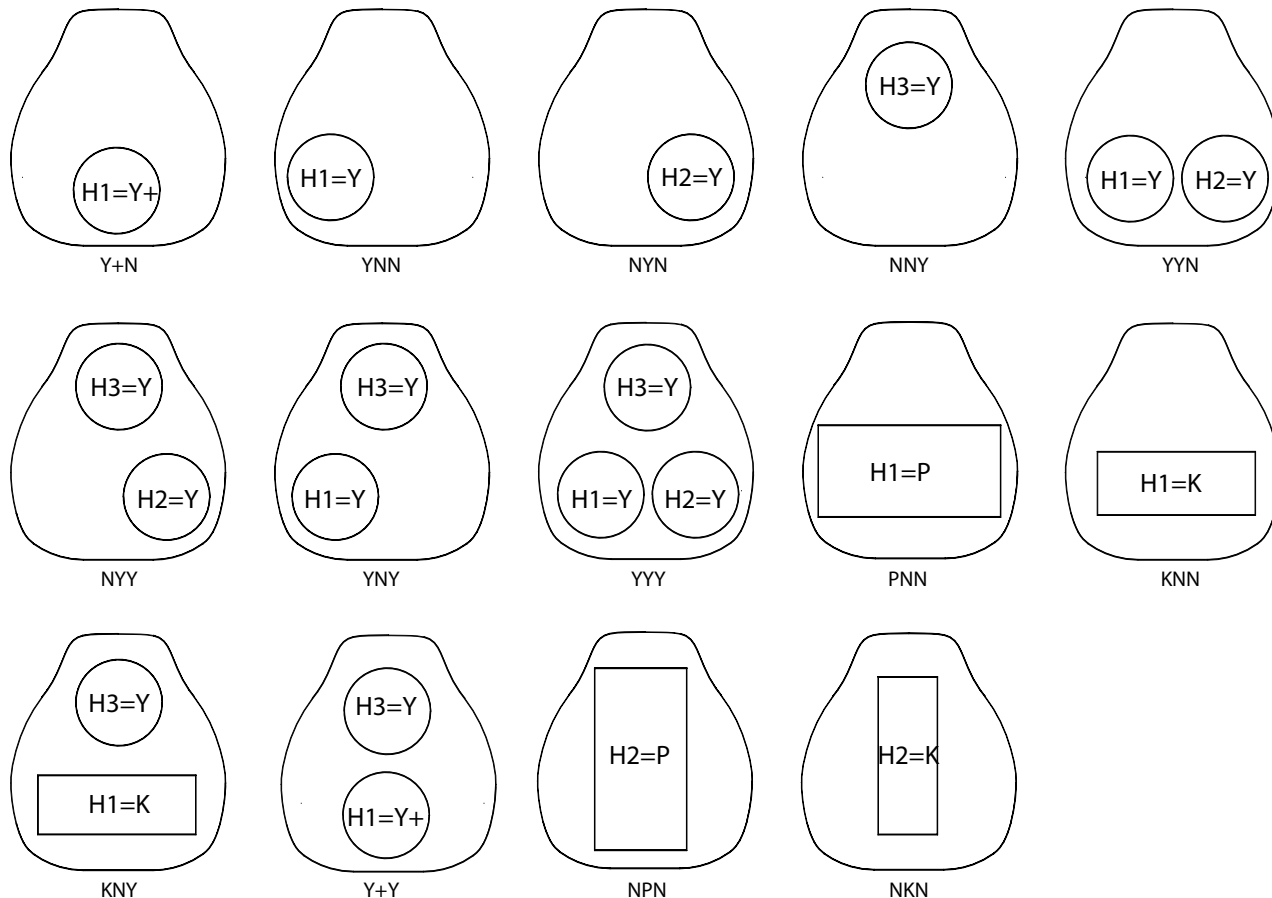 H1=Y+
Y+N
H1=Y
YNN
H2=Y
NYN
H3=Y
NNY
H1=Y H2=Y
YYN
H3=Y
H2=Y
NYY
H3=Y
H1=Y
YNY
H3=Y
H1=Y H2=Y
YYY
H1=P
PNN
H1=K
KNN
H3=Y
H1=K
KNY
H3=Y
H1=Y+
Y+Y
H2=P
NPN
H2=K
NKN